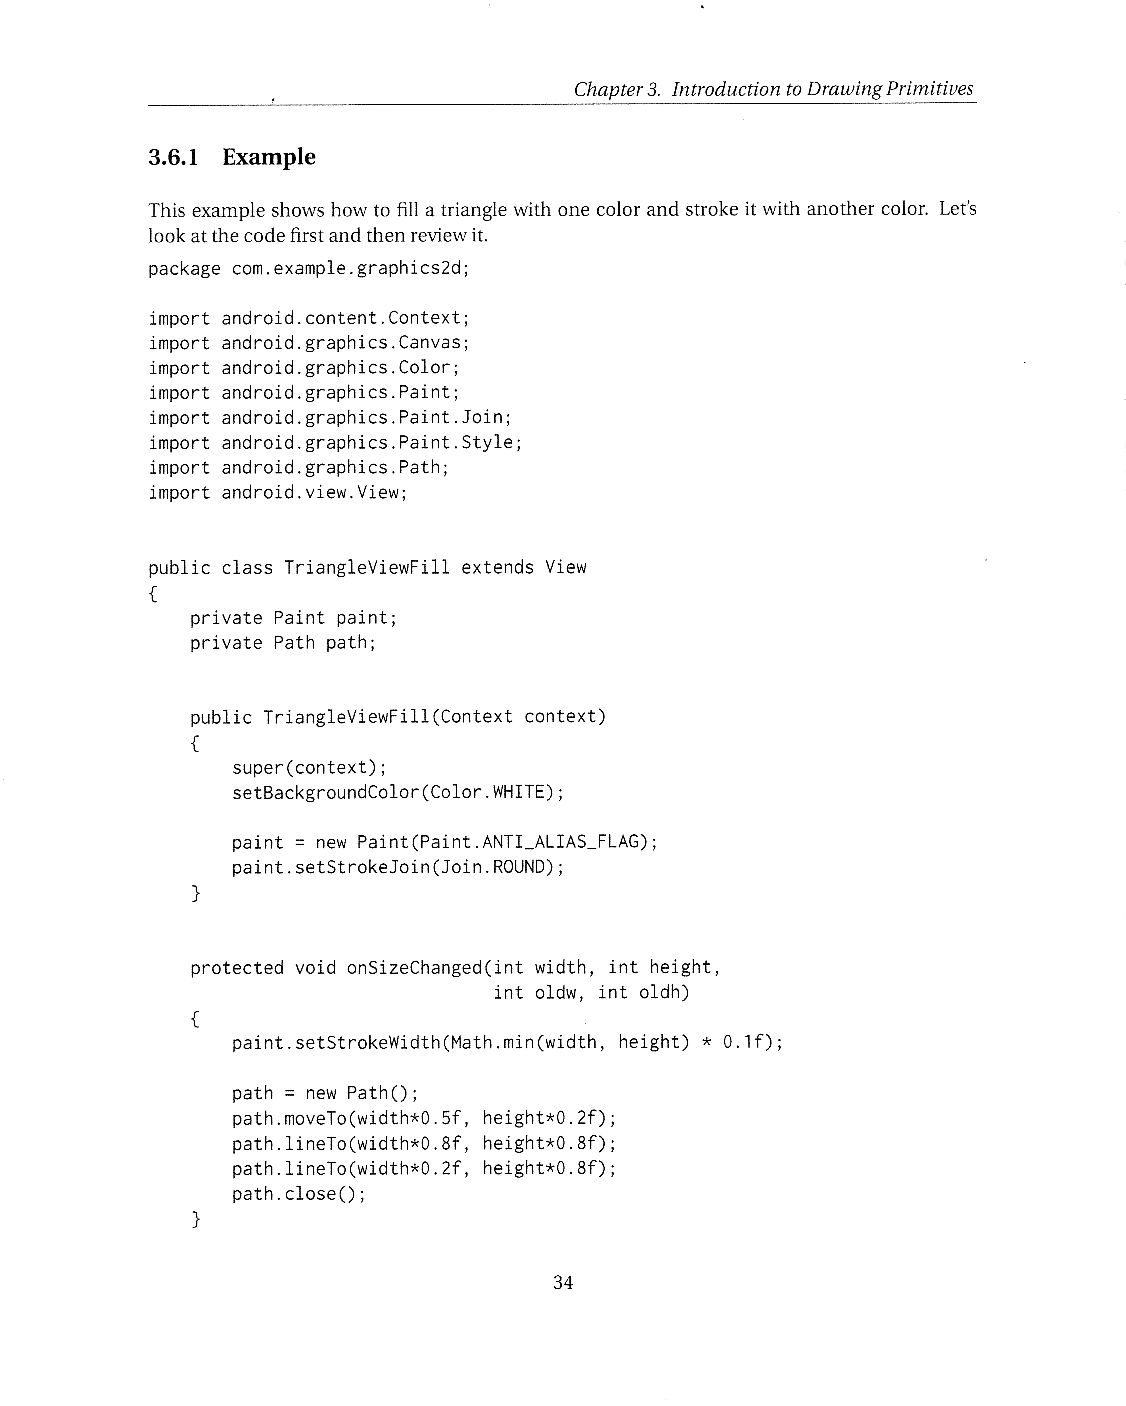 Chapter 3. Introduction to Drawing Primitives
3.6.1 Example
This example shows how to fill a triangle with one color and stroke it with another color. Let's
look at the code first and then review it.
package com.example.graphics2d;
import android.content.Context;
import android.graphics.Canvas;
import android.graphics.Color;
import android.graphics.Paint;
import android.graphics.Paint.Join;
import android.graphics.Paint.Style;
import android.graphics.Path;
import android.view.View;
public class TriangleViewFill extends View
{
    private Paint paint;
    private Path path;
    public TriangleViewFill(Context context)
    {
        super(context);
        setBackgroundColor(Color.WHITE);
        paint = new Paint(Paint.ANTI_ALIAS_FLAG);
        paint.setStrokeJoin(Join.ROUND);
    }
    protected void onSizeChanged(int width, int height,
                                 int oldw, int oldh)
    {
        paint.setStrokeWidth(Math.min(width, height) * 0.1f);
        path = new Path();
        path.moveTo(width*0.5f, height*0.2f);
        path.lineTo(width*0.8f, height*0.8f);
        path.lineTo(width*0.2f, height*0.8f);
        path.close();
    }
34